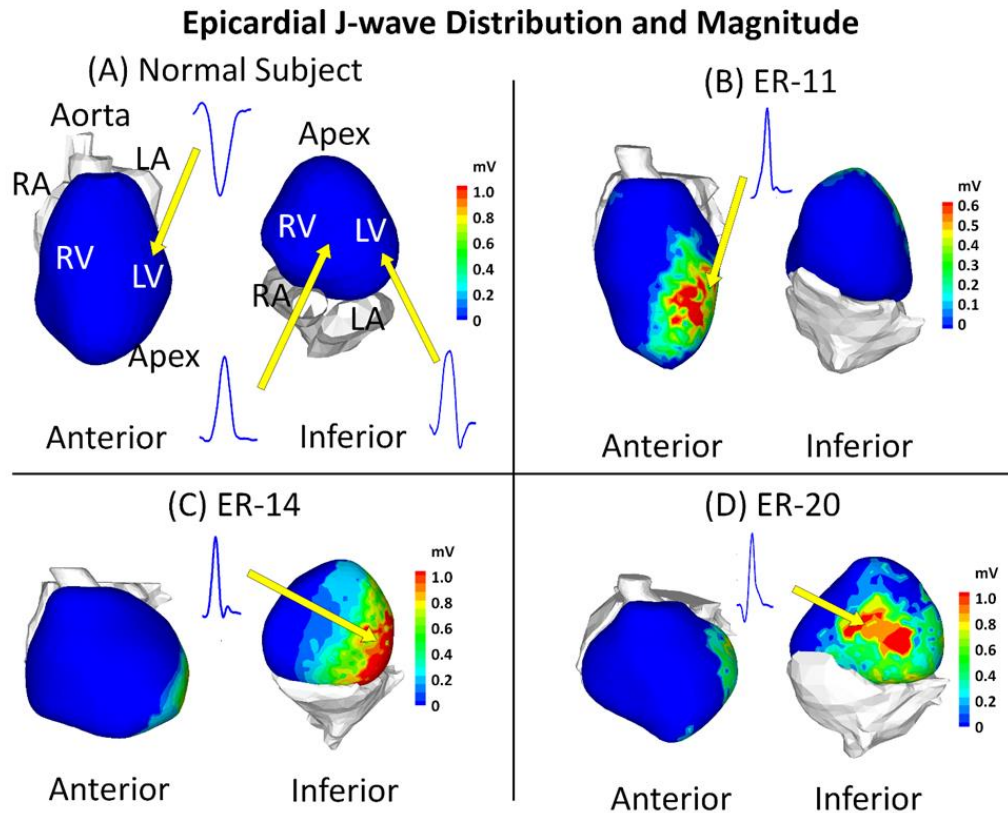 Epicardial J-wave Distribution and Magnitude
(A) Normal Subject
Aorta
LA
RA
RV
LV
Apex
Anterior
Apex
RV
LV
RA
LA
Inferior
mV
1.0
0.8
0.6
0.4
0.2
0
(B) ER-11
mV
0.6
0.5
0.4
0.3
0.2
0.1
0
Anterior
Inferior
(C) ER-14
mV
1.0
0.8
0.6
0.4
0.2
0
Anterior
Inferior
(D) ER-20
mV
1.0
0.8
0.6
0.4
0.2
0
Anterior
Inferior